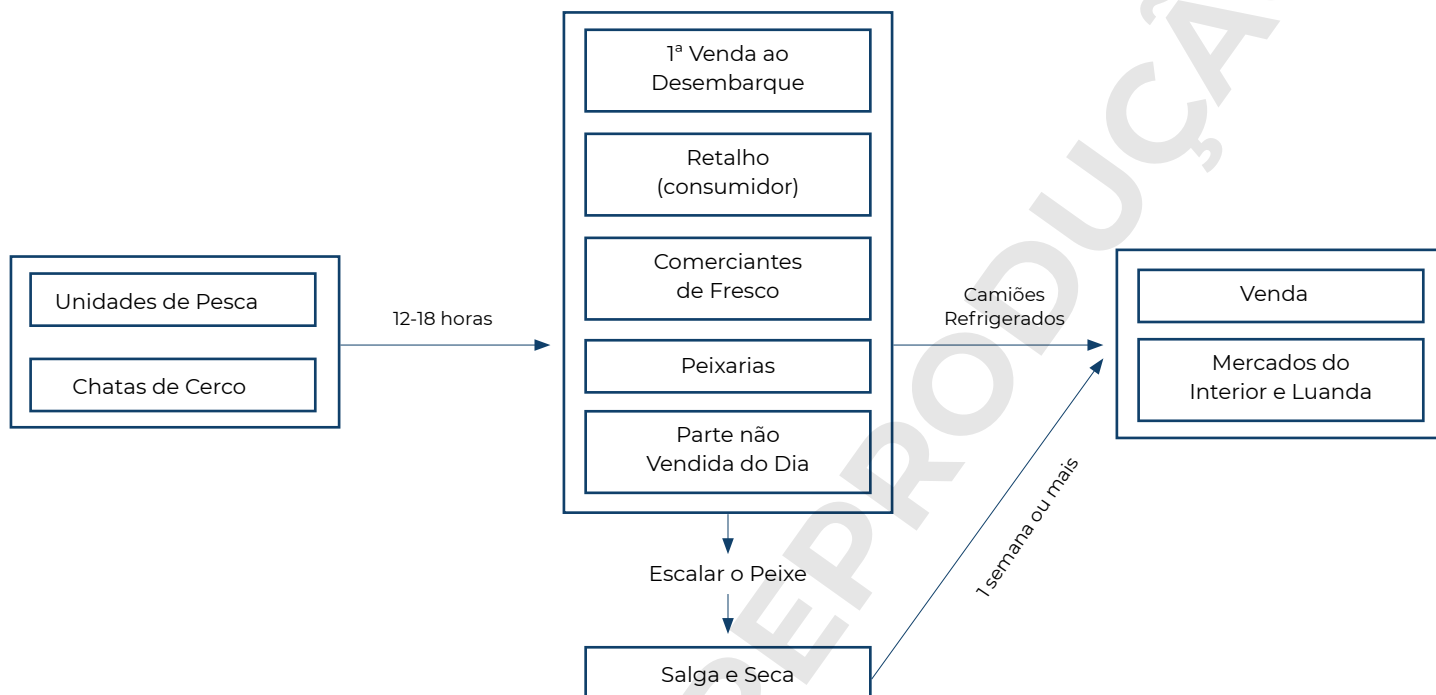 Unidades de Pesca
Chatas de Cerco
12-18 horas
1ª Venda ao
Desembarque
Retalho
(consumidor)
Comerciantes
de Fresco
Peixarias
Parte não
Vendida do Dia
Escalar o Peixe
Salga e Seca
Camiões
Refrigerados
1 semana ou mais
Venda
Mercados do
Interior e Luanda
REPRODUÇÃ